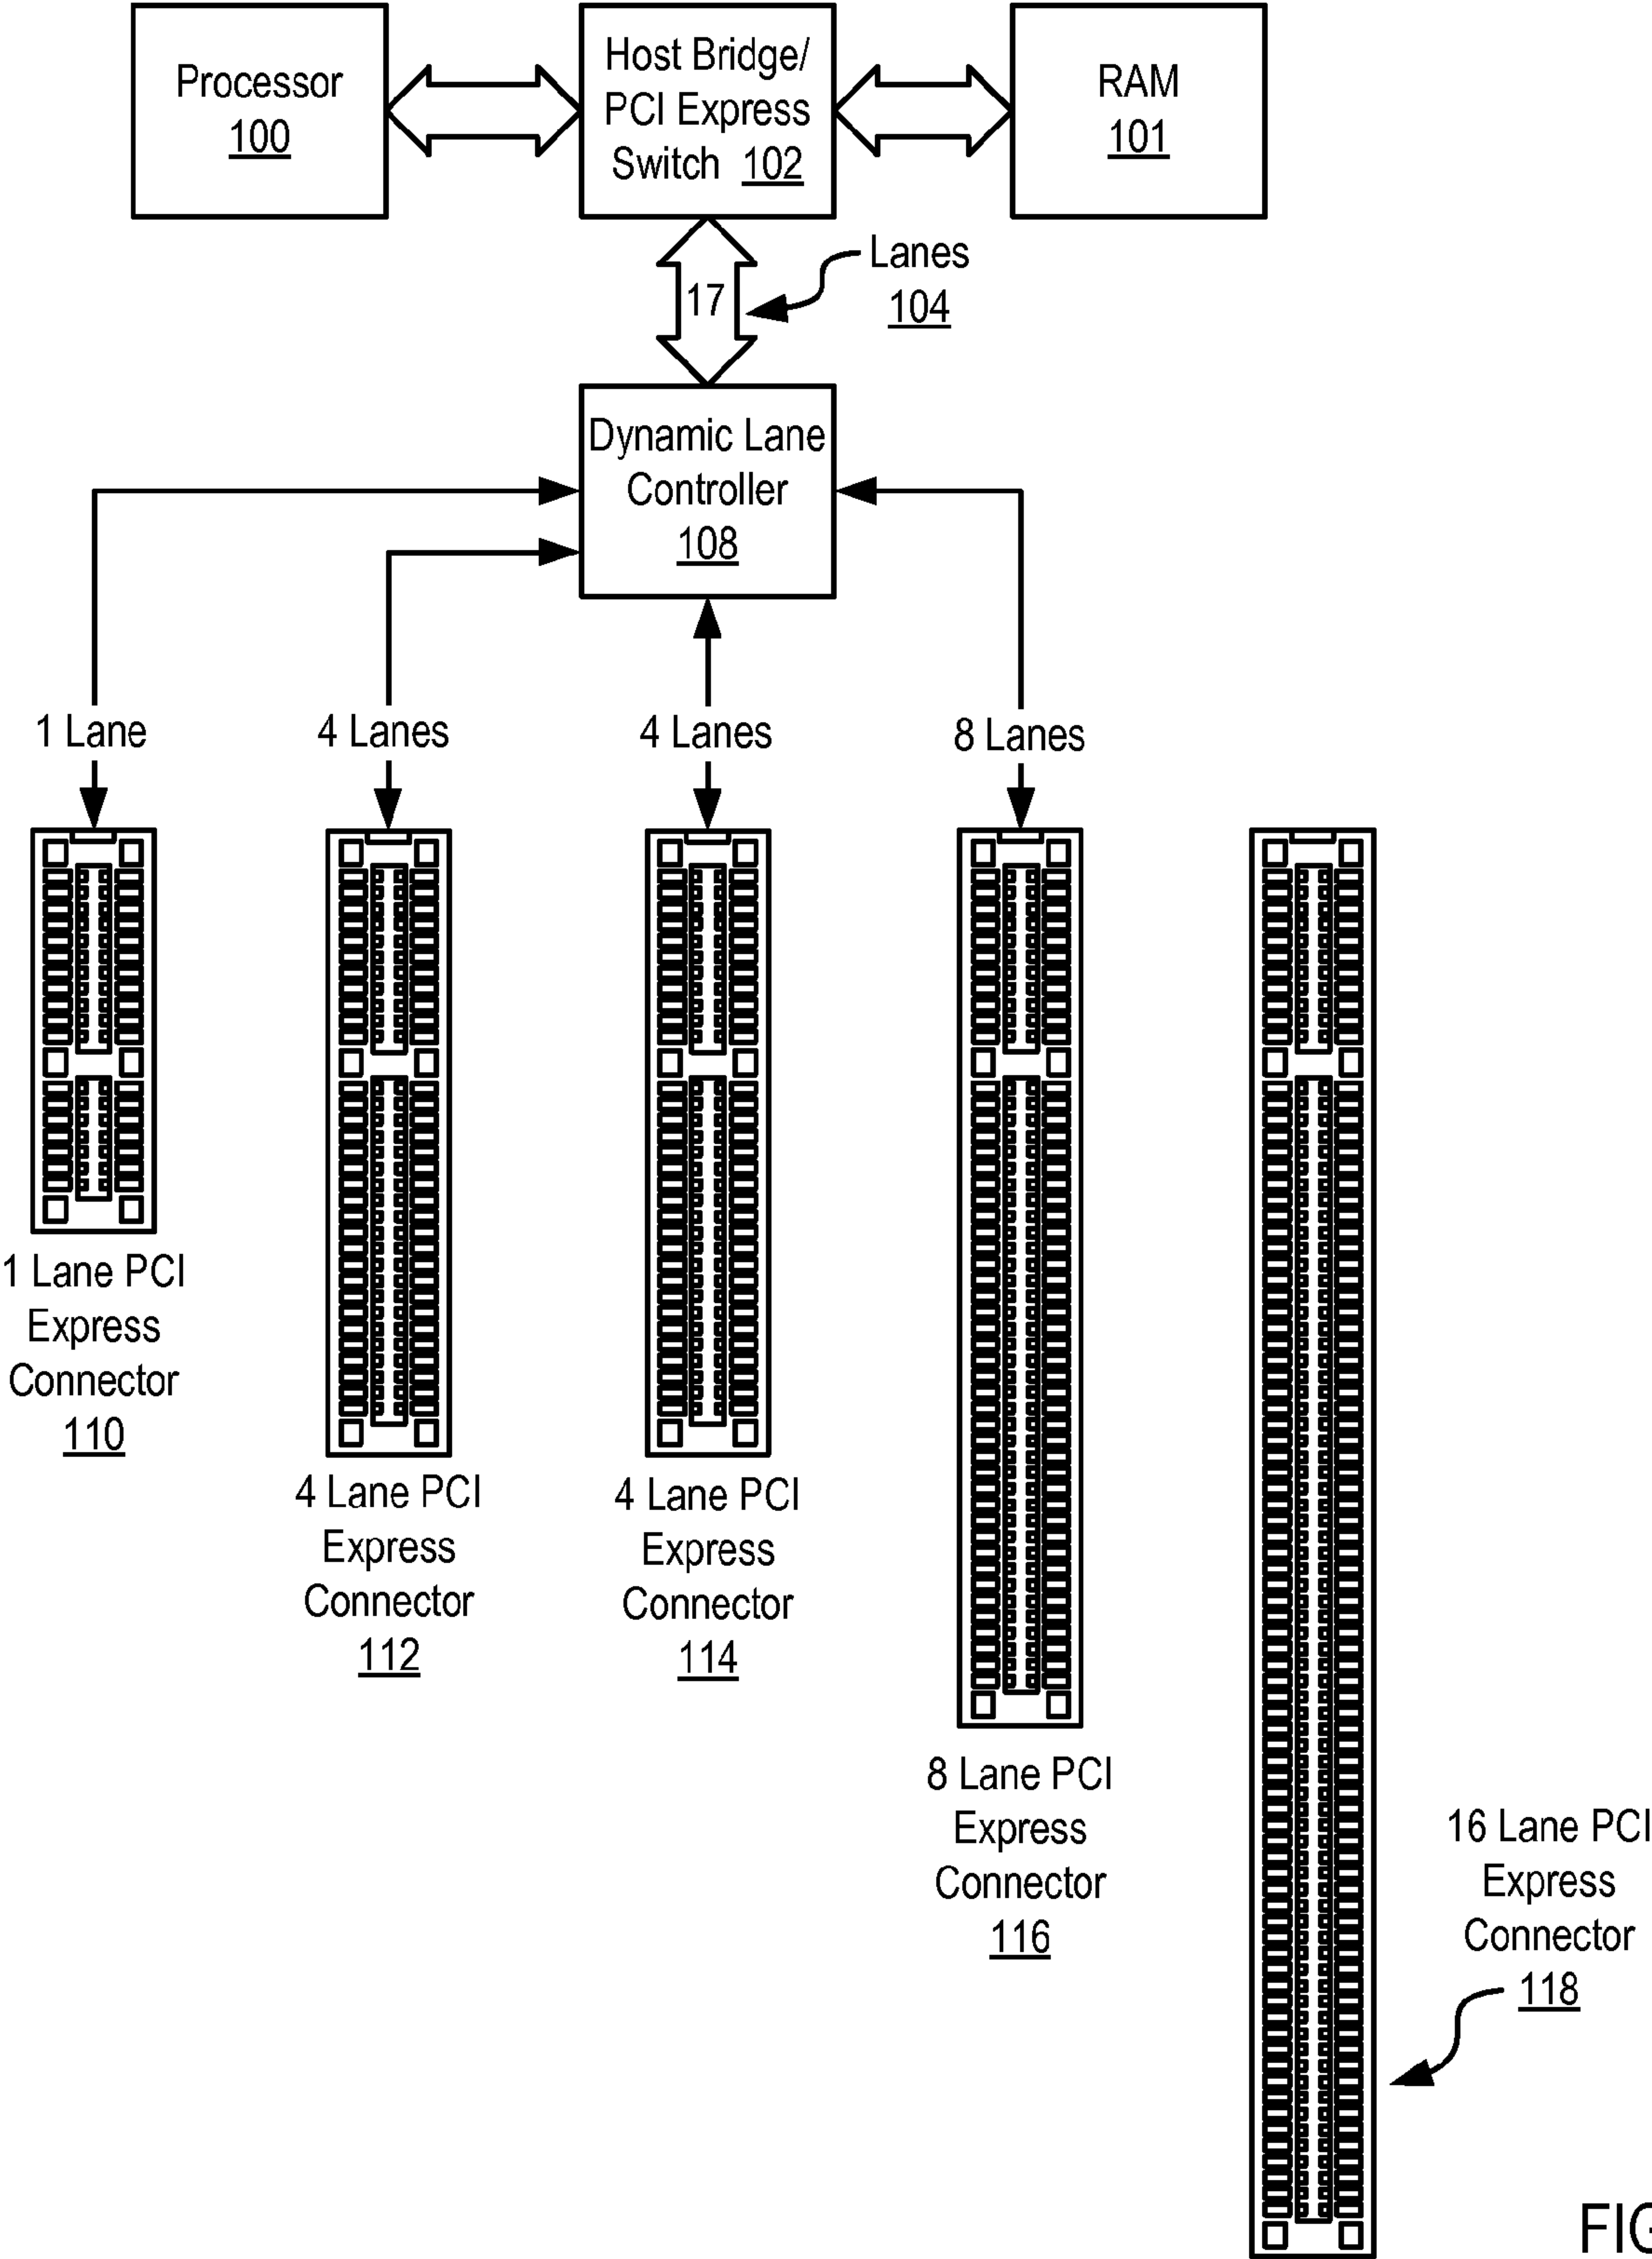 Processor
100
Host Bridge/
PCI Express
Switch 102
RAM
101
17
Lanes
104
Dynamic Lane
Controller
108
1 Lane
4 Lanes
4 Lanes
8 Lanes
1 Lane PCI
Express
Connector
110
4 Lane PCI
Express
Connector
112
4 Lane PCI
Express
Connector
114
8 Lane PCI
Express
Connector
116
16 Lane PCI
Express
Connector
118